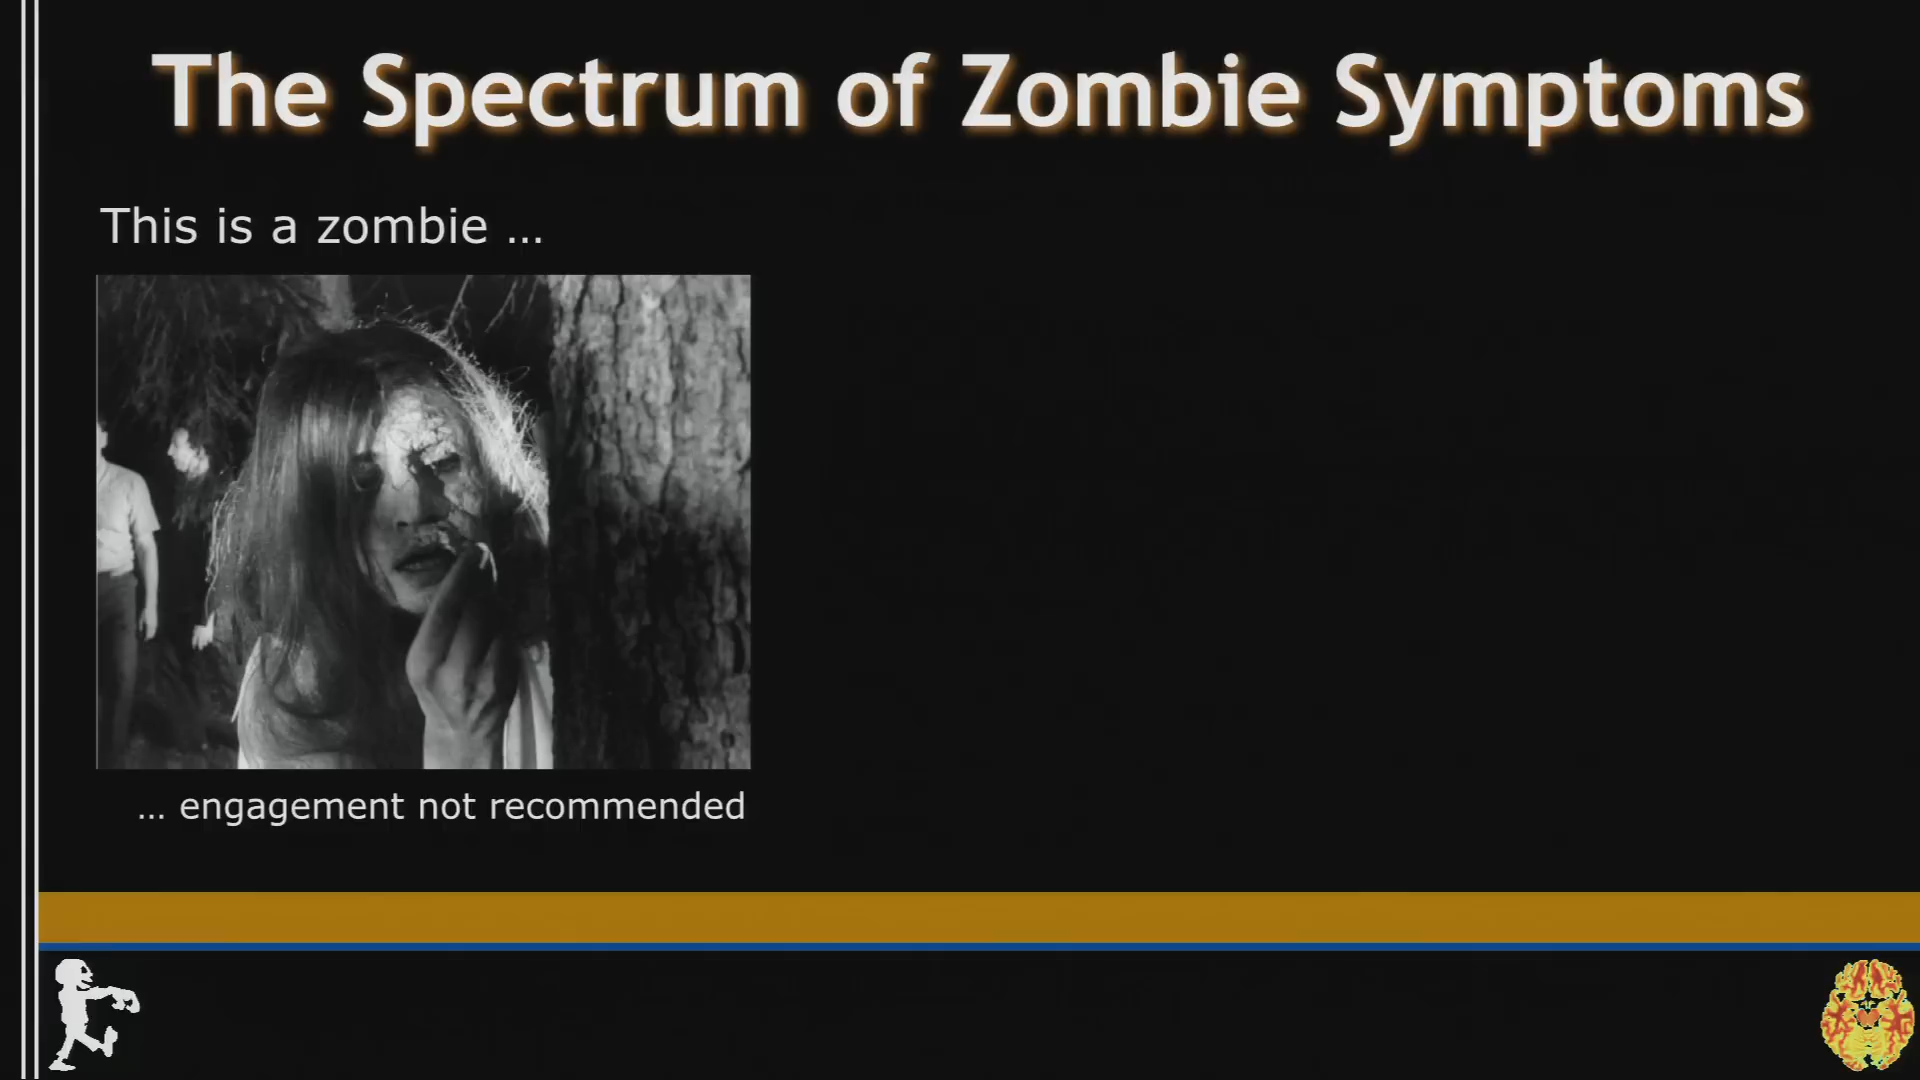 The Spectrum of Zombie Symptoms
This is a zombie ...
... engagement not recommended